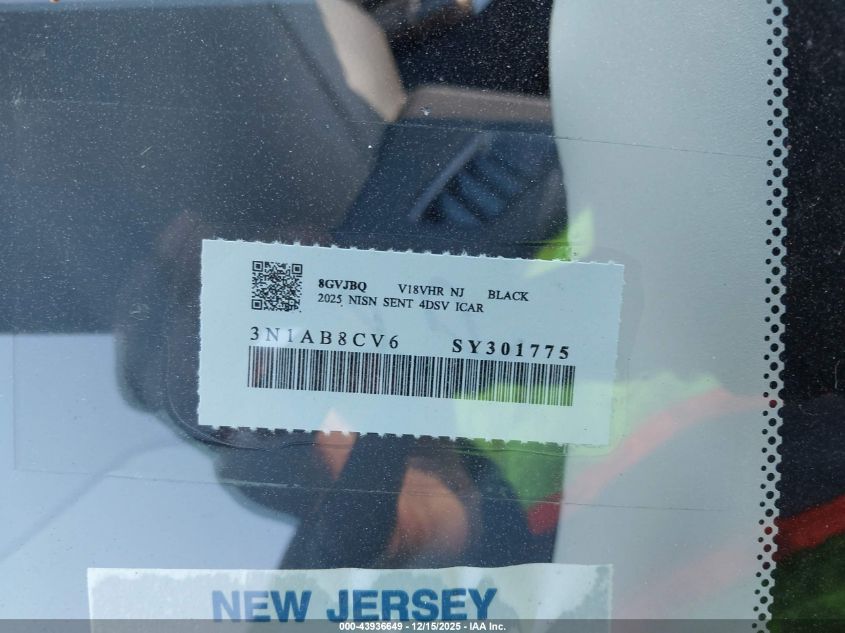 8GVJBQ V18VHR NJ BLACK
2025 NISN SENT 4DSV ICAR
3N1AB8CV6 SY301775
NEW JERSEY
000-43936649 - 12/15/2025 - IAA Inc.